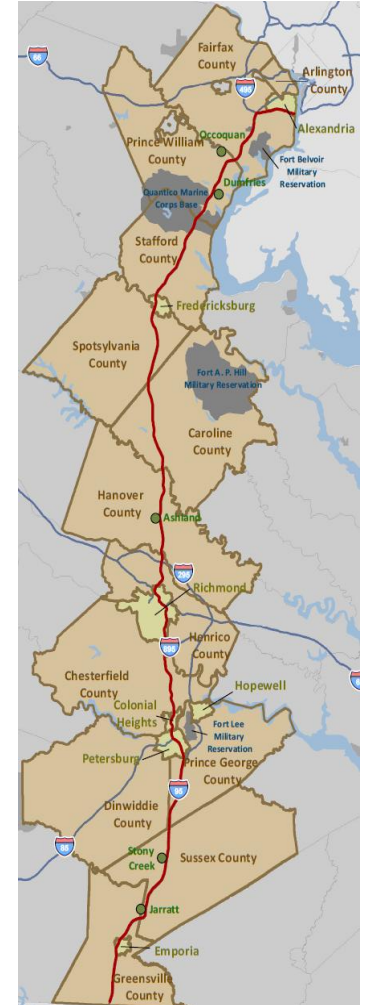 Fairfax
County
66
495
Arlington
County
Alexandria
Occoquan
Prince William
County
Fort Belvoir
Military
Reservation
Dumfries
Quantico Marine
Corps Base
Stafford
County
Fredericksburg
Spotsylvania
County
Fort A. P. Hill
Military Reservation
Caroline
County
Hanover
County
Ashland
295
Richmond
Henrico
County
695
Chesterfield
County
Hopewell
Colonial
Heights
Fort Lee
Military
Reservation
Petersburg
Prince George
County
95
Dinwiddie
County
85
Stony
Creek
Sussex County
Jarratt
Emporia
Greensville
County